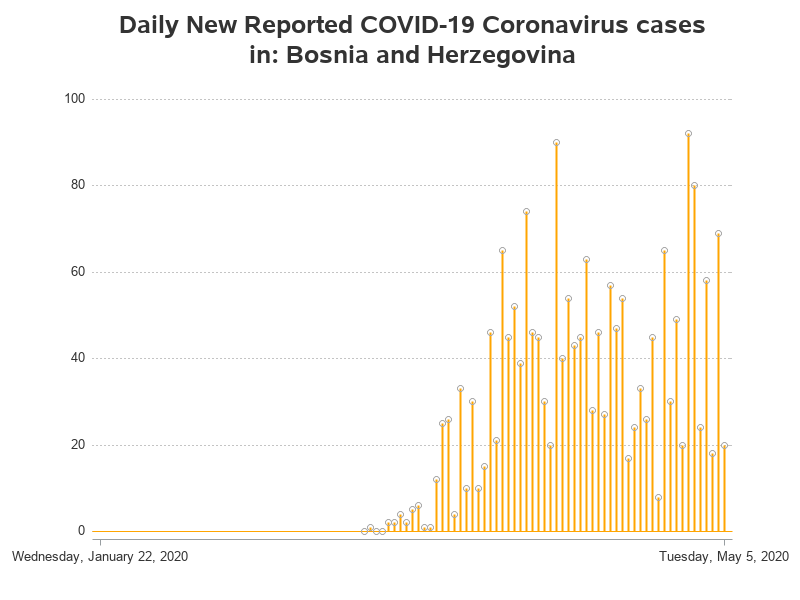 Daily New Reported COVID-19 Coronavirus cases
in: Bosnia and Herzegovina
100
80
60
40
20
0
Wednesday, January 22, 2020 Tuesday, May 5, 2020